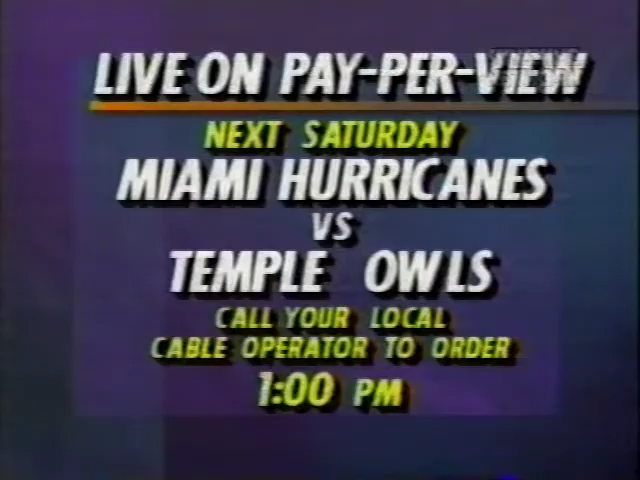 LIVE ON PAY-PER-VIEW
NEXT SATURDAY
MIAMI HURRICANES
VS
TEMPLE OWLS
CALL YOUR LOCAL
CABLE OPERATOR TO ORDER
1:00 PM